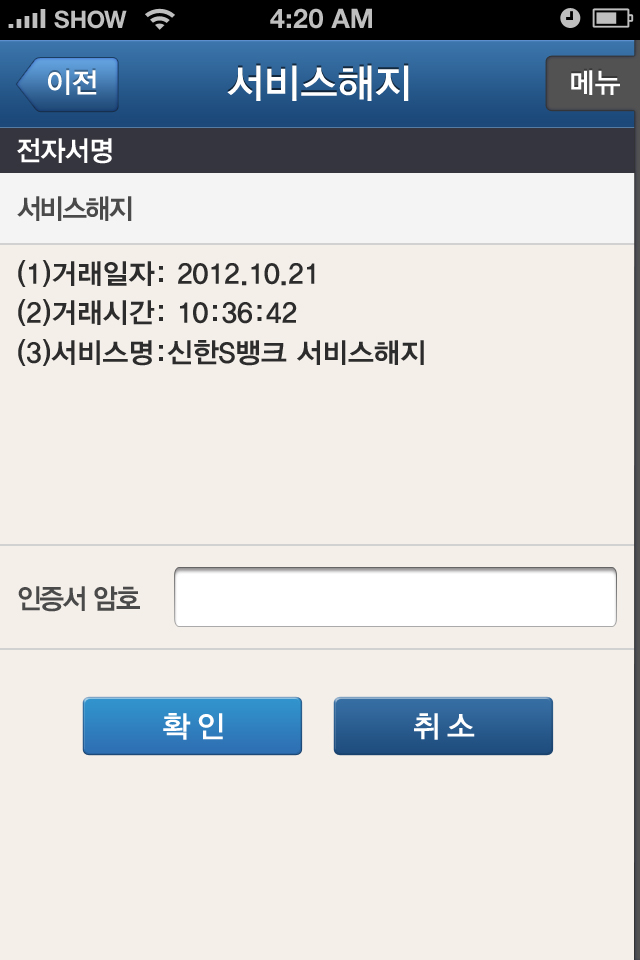 SHOW 4:20 AM
이전 서비스해지 메뉴
전자서명
서비스해지
(1)거래일자: 2012.10.21
(2)거래시간: 10:36:42
(3)서비스명:신한S뱅크 서비스해지
인증서 암호
확인 취소